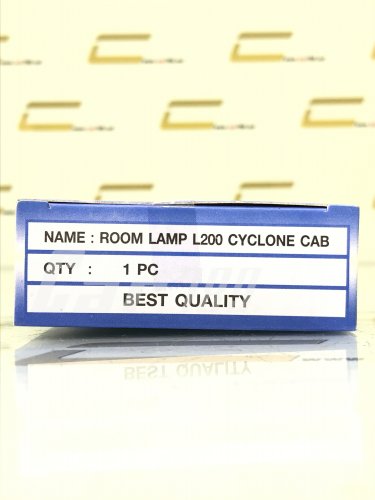 NAME : ROOM LAMP L200 CYCLONE CAB
QTY : 1 PC
BEST QUALITY